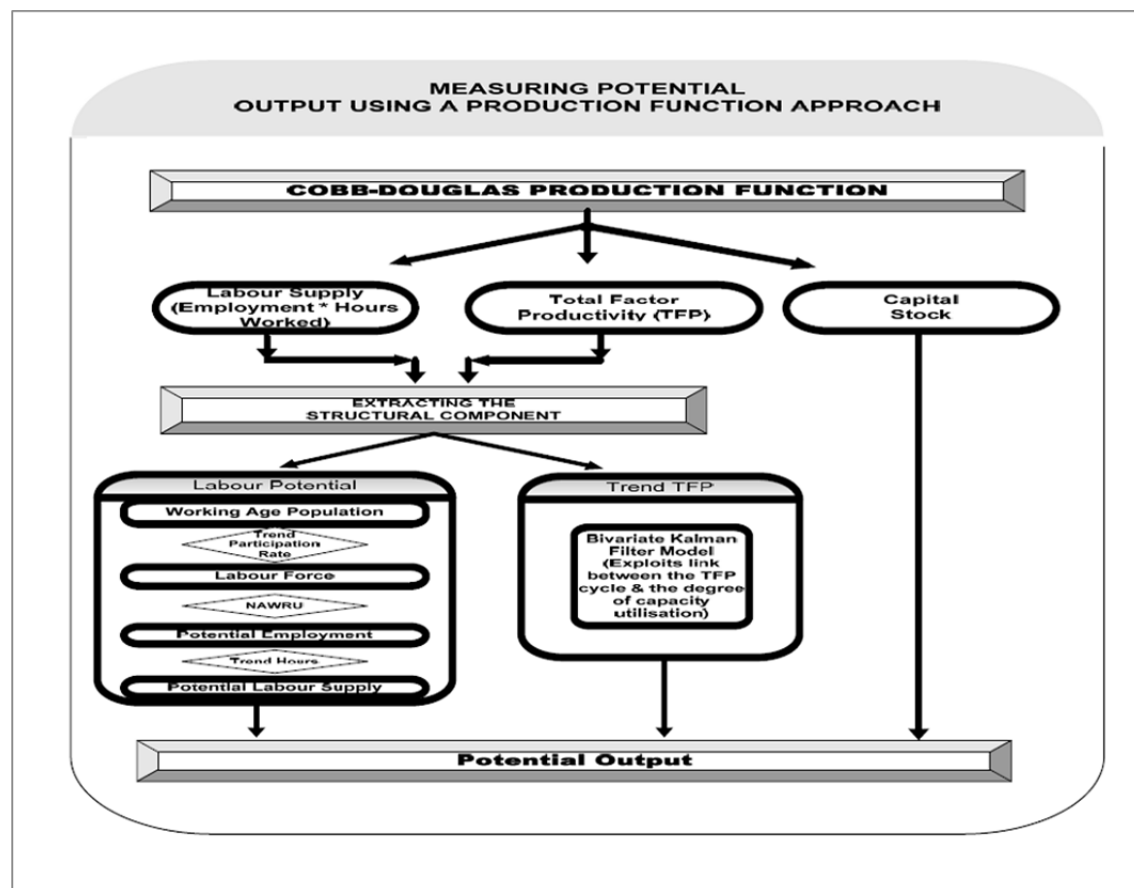 MEASURING POTENTIAL
OUTPUT USING A PRODUCTION FUNCTION APPROACH
COBB-DOUGLAS PRODUCTION FUNCTION
Labour Supply
(Employment * Hours
Worked)
Total Factor
Productivity (TFP)
Capital
Stock
EXTRACTING THE
STRUCTURAL COMPONENT
Labour Potential
Working Age Population
Trend
Participation
Rate
Labour Force
NAWRU
Potential Employment
Trend Hours
Potential Labour Supply
Trend TFP
Bivariate Kalman
Filter Model
(Exploits link
between the TFP
cycle & the degree
of capacity
utilisation)
Potential Output